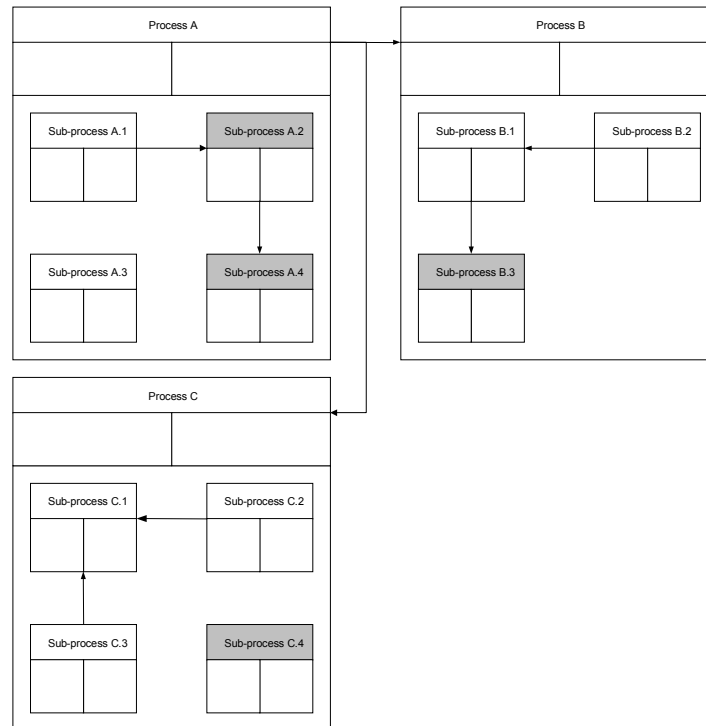 Process A
Process B
Sub-process A.1
Sub-process A.2
Sub-process B.1
Sub-process B.2
Sub-process A.3
Sub-process A.4
Sub-process B.3
Process C
Sub-process C.1
Sub-process C.2
Sub-process C.3
Sub-process C.4